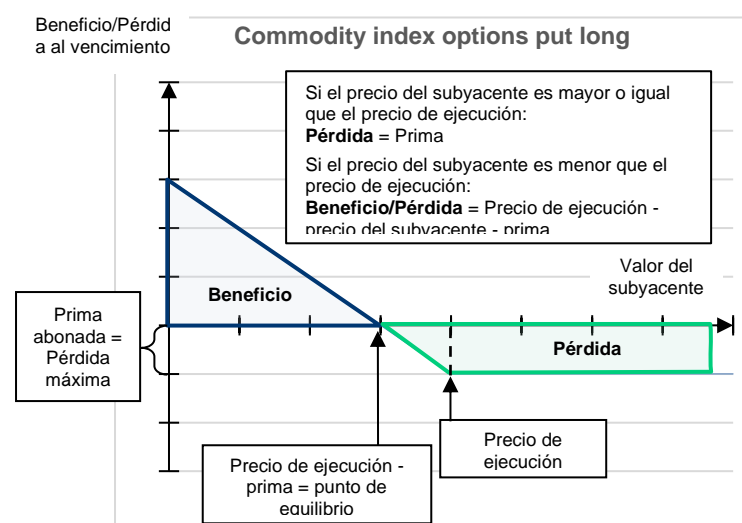 Beneficio/Pérdid
a al vencimiento
Commodity index options put long
Si el precio del subyacente es mayor o igual
que el precio de ejecución:
Pérdida = Prima
Si el precio del subyacente es menor que el
precio de ejecución:
Beneficio/Pérdida = Precio de ejecución -
precio del subyacente - prima
Valor del
subyacente
Beneficio
Prima
abonada =
Pérdida
máxima
Pérdida
Precio de
ejecución
Precio de ejecución -
prima = punto de
equilibrio